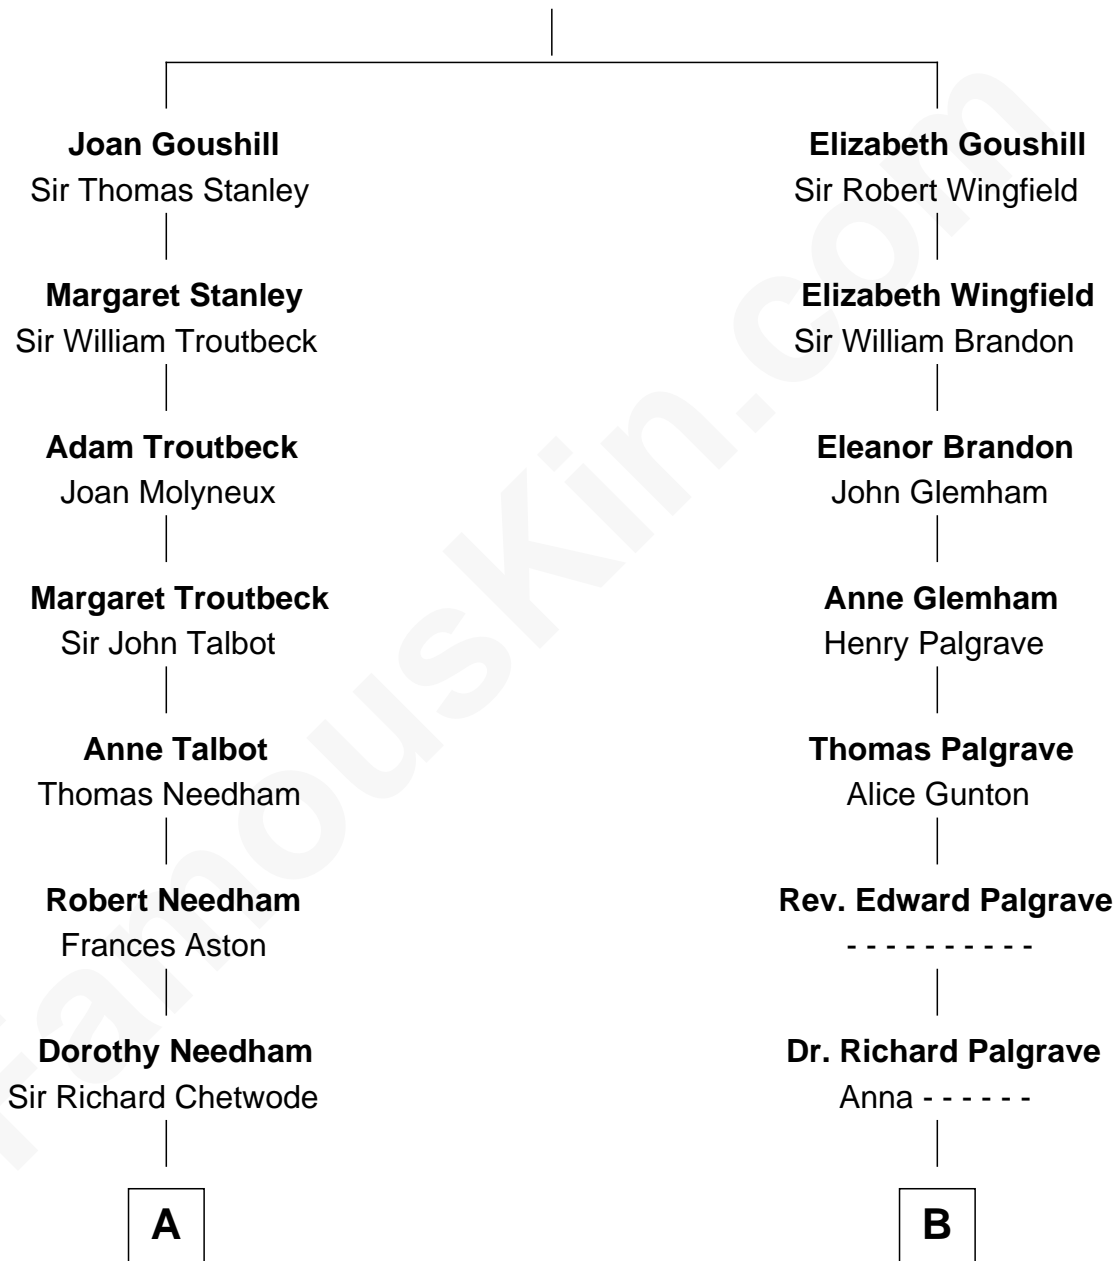 Joan Goushill
Sir Thomas Stanley
Margaret Stanley
Sir William Troutbeck
Adam Troutbeck
Joan Molyneux
Margaret Troutbeck
Sir John Talbot
Anne Talbot
Thomas Needham
Robert Needham
Frances Aston
Dorothy Needham
Sir Richard Chetwode
A
Elizabeth Goushill
Sir Robert Wingfield
Elizabeth Wingfield
Sir William Brandon
Eleanor Brandon
John Glemham
Anne Glemham
Henry Palgrave
Thomas Palgrave
Alice Gunton
Rev. Edward Palgrave
- - - - - - - - - -
Dr. Richard Palgrave
Anna - - - - - -
B
FamousKin.com